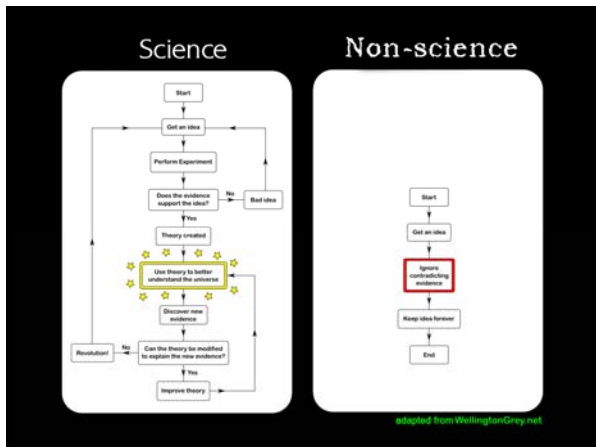 Science
Start
Get an idea
Perform Experiment
Does the evidence
support the idea?
No
Bad idea
Yes
Theory created
Use theory to better
understand the universe
Discover new
evidence
Can the theory be modified
to explain the new evidence?
No
Revolution!
Yes
Improve theory
Non-science
Start
Get an idea
Ignore
contradicting
evidence
Keep idea forever
End
adapted from WellingtonGrey.net